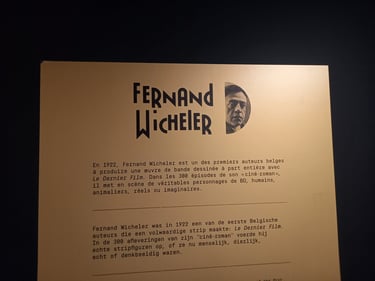 FERNAND
WICHELER
En 1922, Fernand Wicheler est un des premiers auteurs belges
à produire une œuvre de bande dessinée à part entière avec
Le Dernier Film. Dans les 300 épisodes de son «ciné-roman»,
il met en scène de véritables personnages de BD, humains,
animaliers, réels ou imaginaires.
Fernand Wicheler was in 1922 een van de eerste Belgische
auteurs die een volwaardige strip maakte: Le Dernier Film.
In de 300 afleveringen van zijn "ciné-roman" voerde hij
echte stripfiguren op, of ze nu menselijk, dierlijk,
echt of denkbeeldig waren.